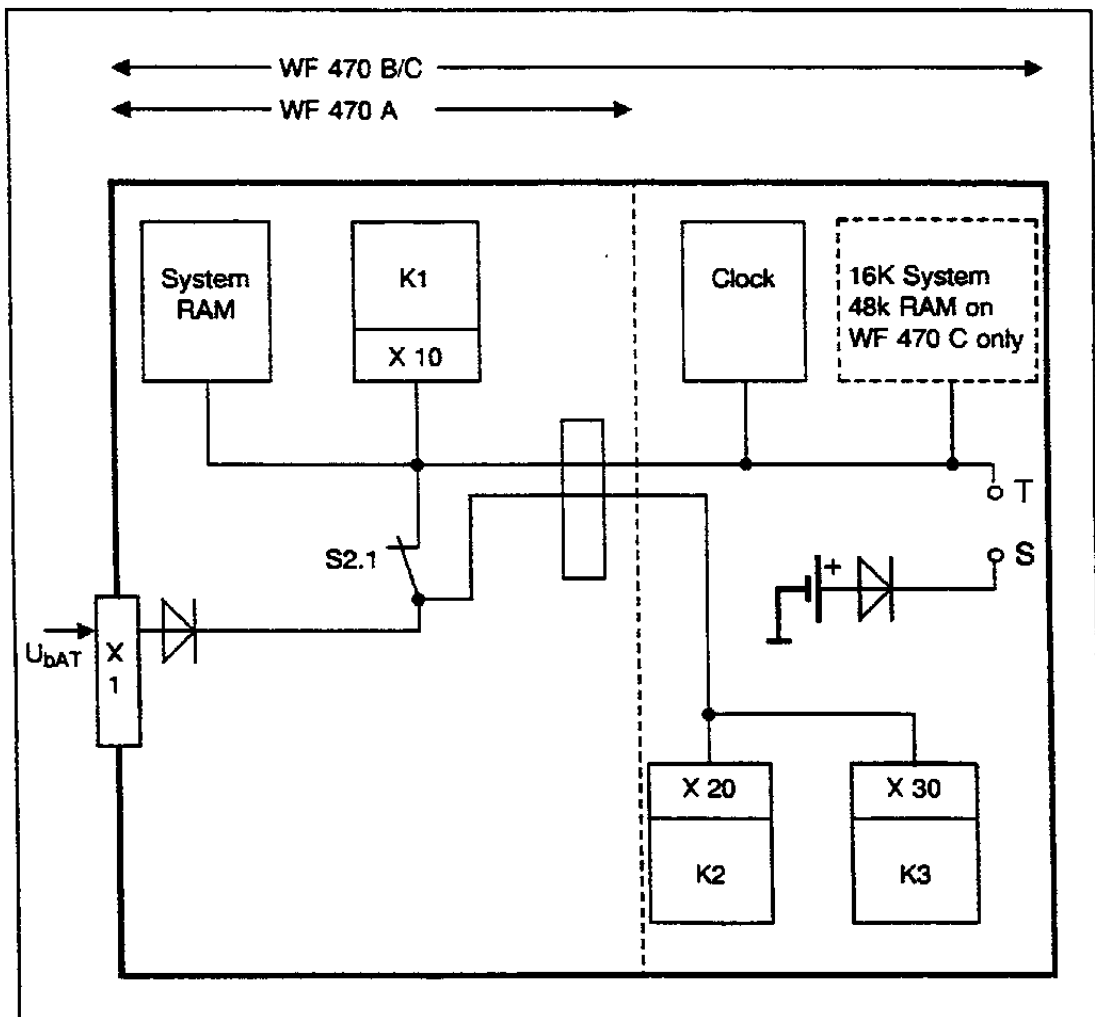 WF 470 B/C
WF 470 A
System
RAM
K1
X 10
Clock
16K System
48k RAM on
WF 470 C only
T
S
S2.1
+
UbAT
X
1
X 20
K2
X 30
K3